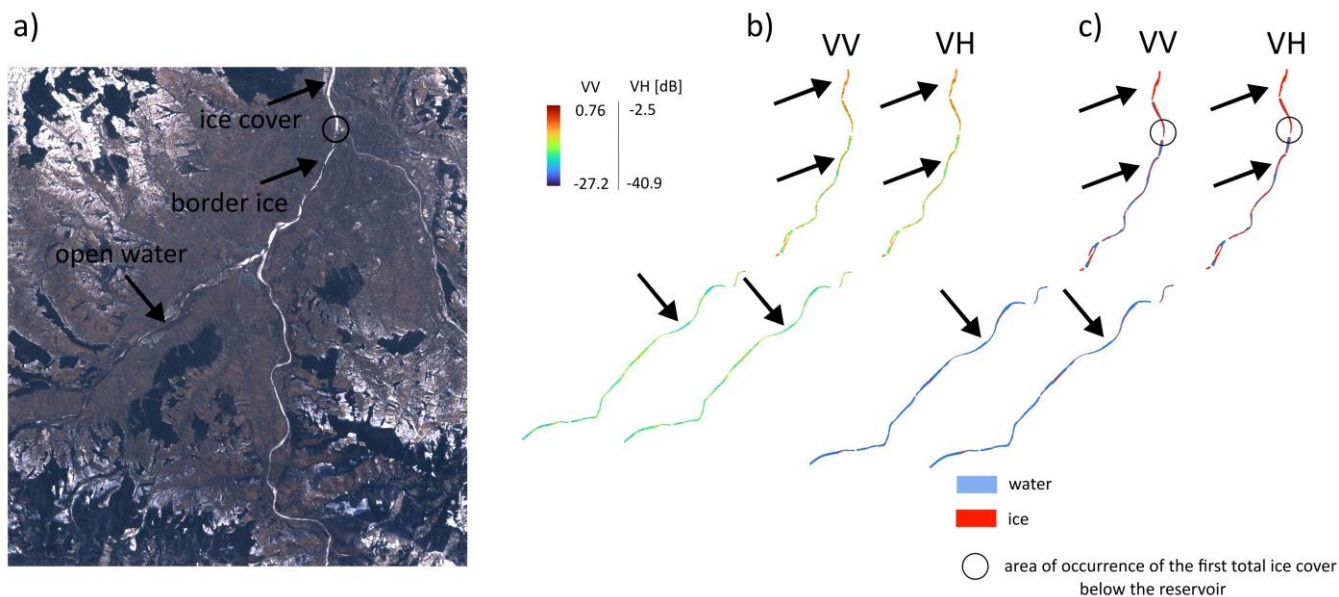 a)
ice cover
border ice
open water
b)
VV VH
VV VH [dB]
0.76 -2.5
-27.2 -40.9
c)
VV VH
water
ice
area of occurrence of the first total ice cover
below the reservoir